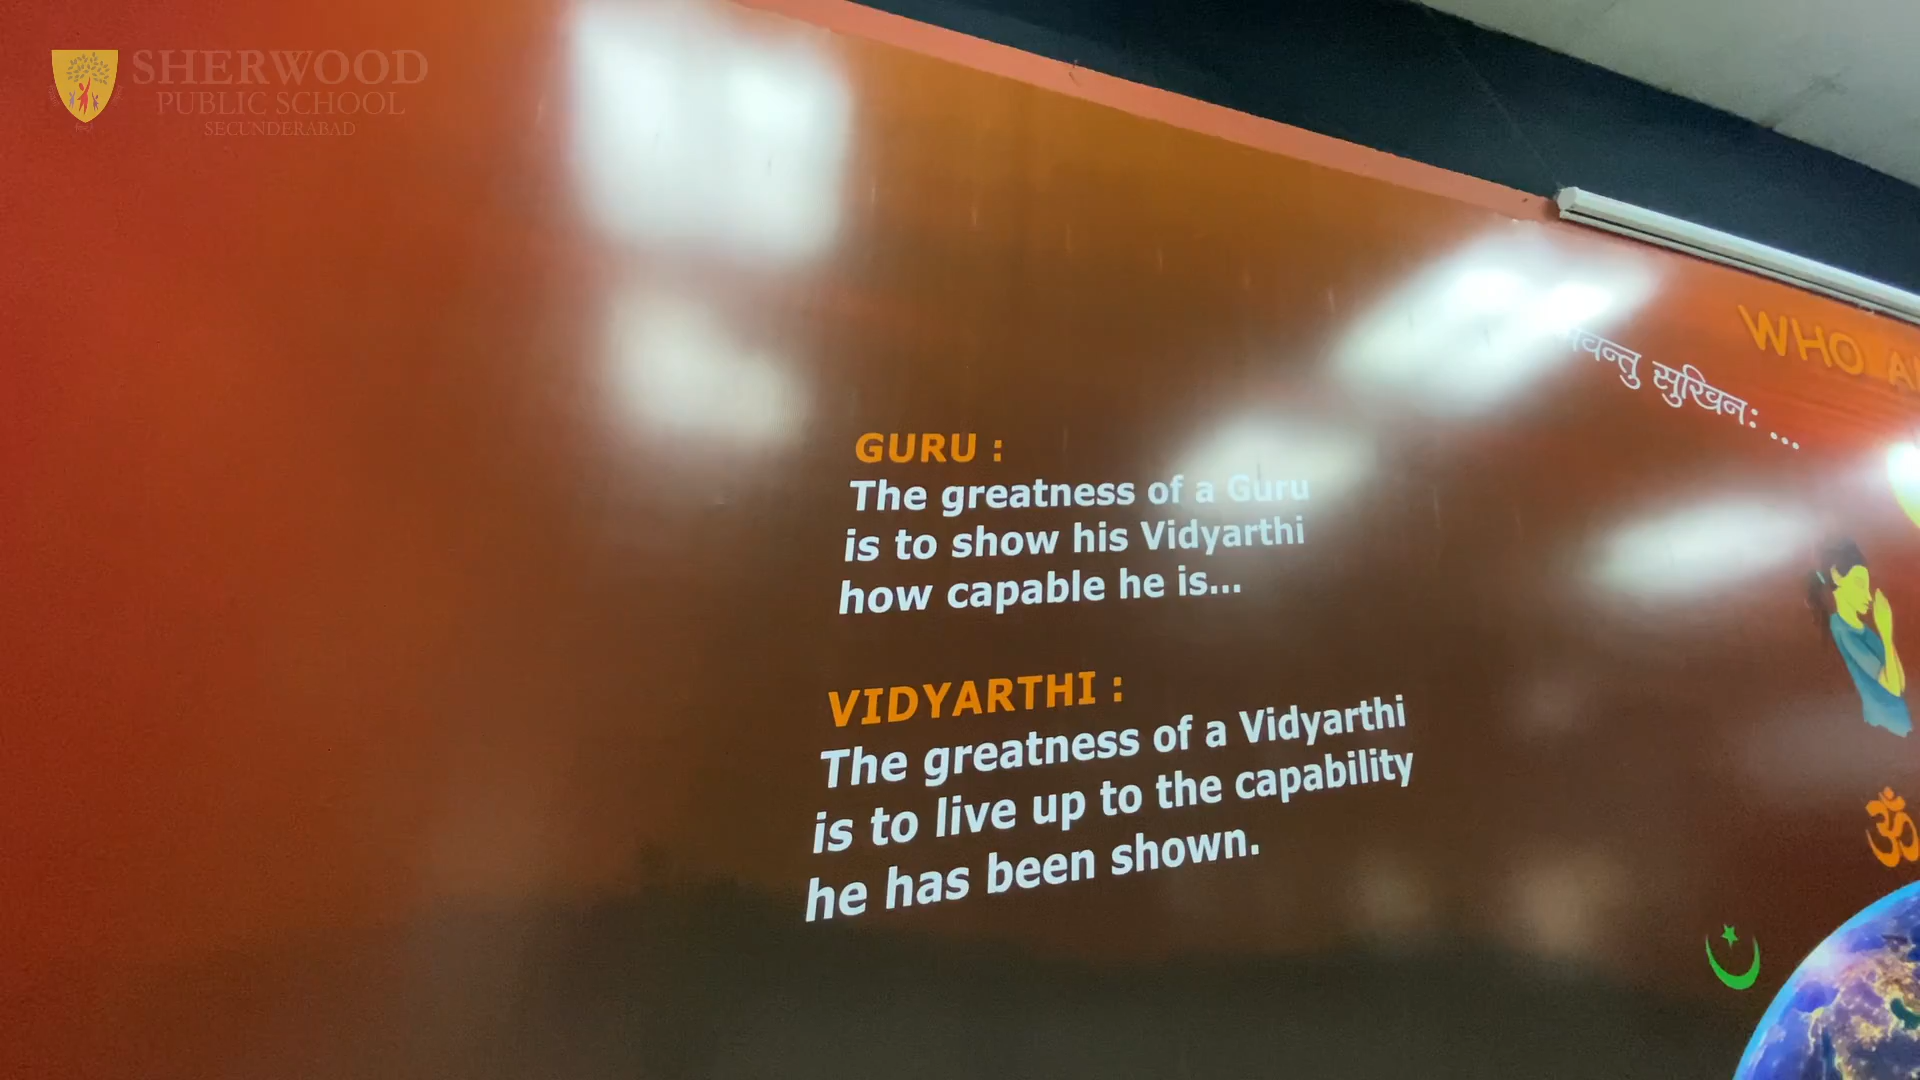 SHERWOOD
PUBLIC SCHOOL
SECUNDERABAD
WHO
सुखिनः ...
GURU :
The greatness of a Guru
is to show his Vidyarthi
how capable he is...
VIDYARTHI :
The greatness of a Vidyarthi
is to live up to the capability
he has been shown.
ॐ